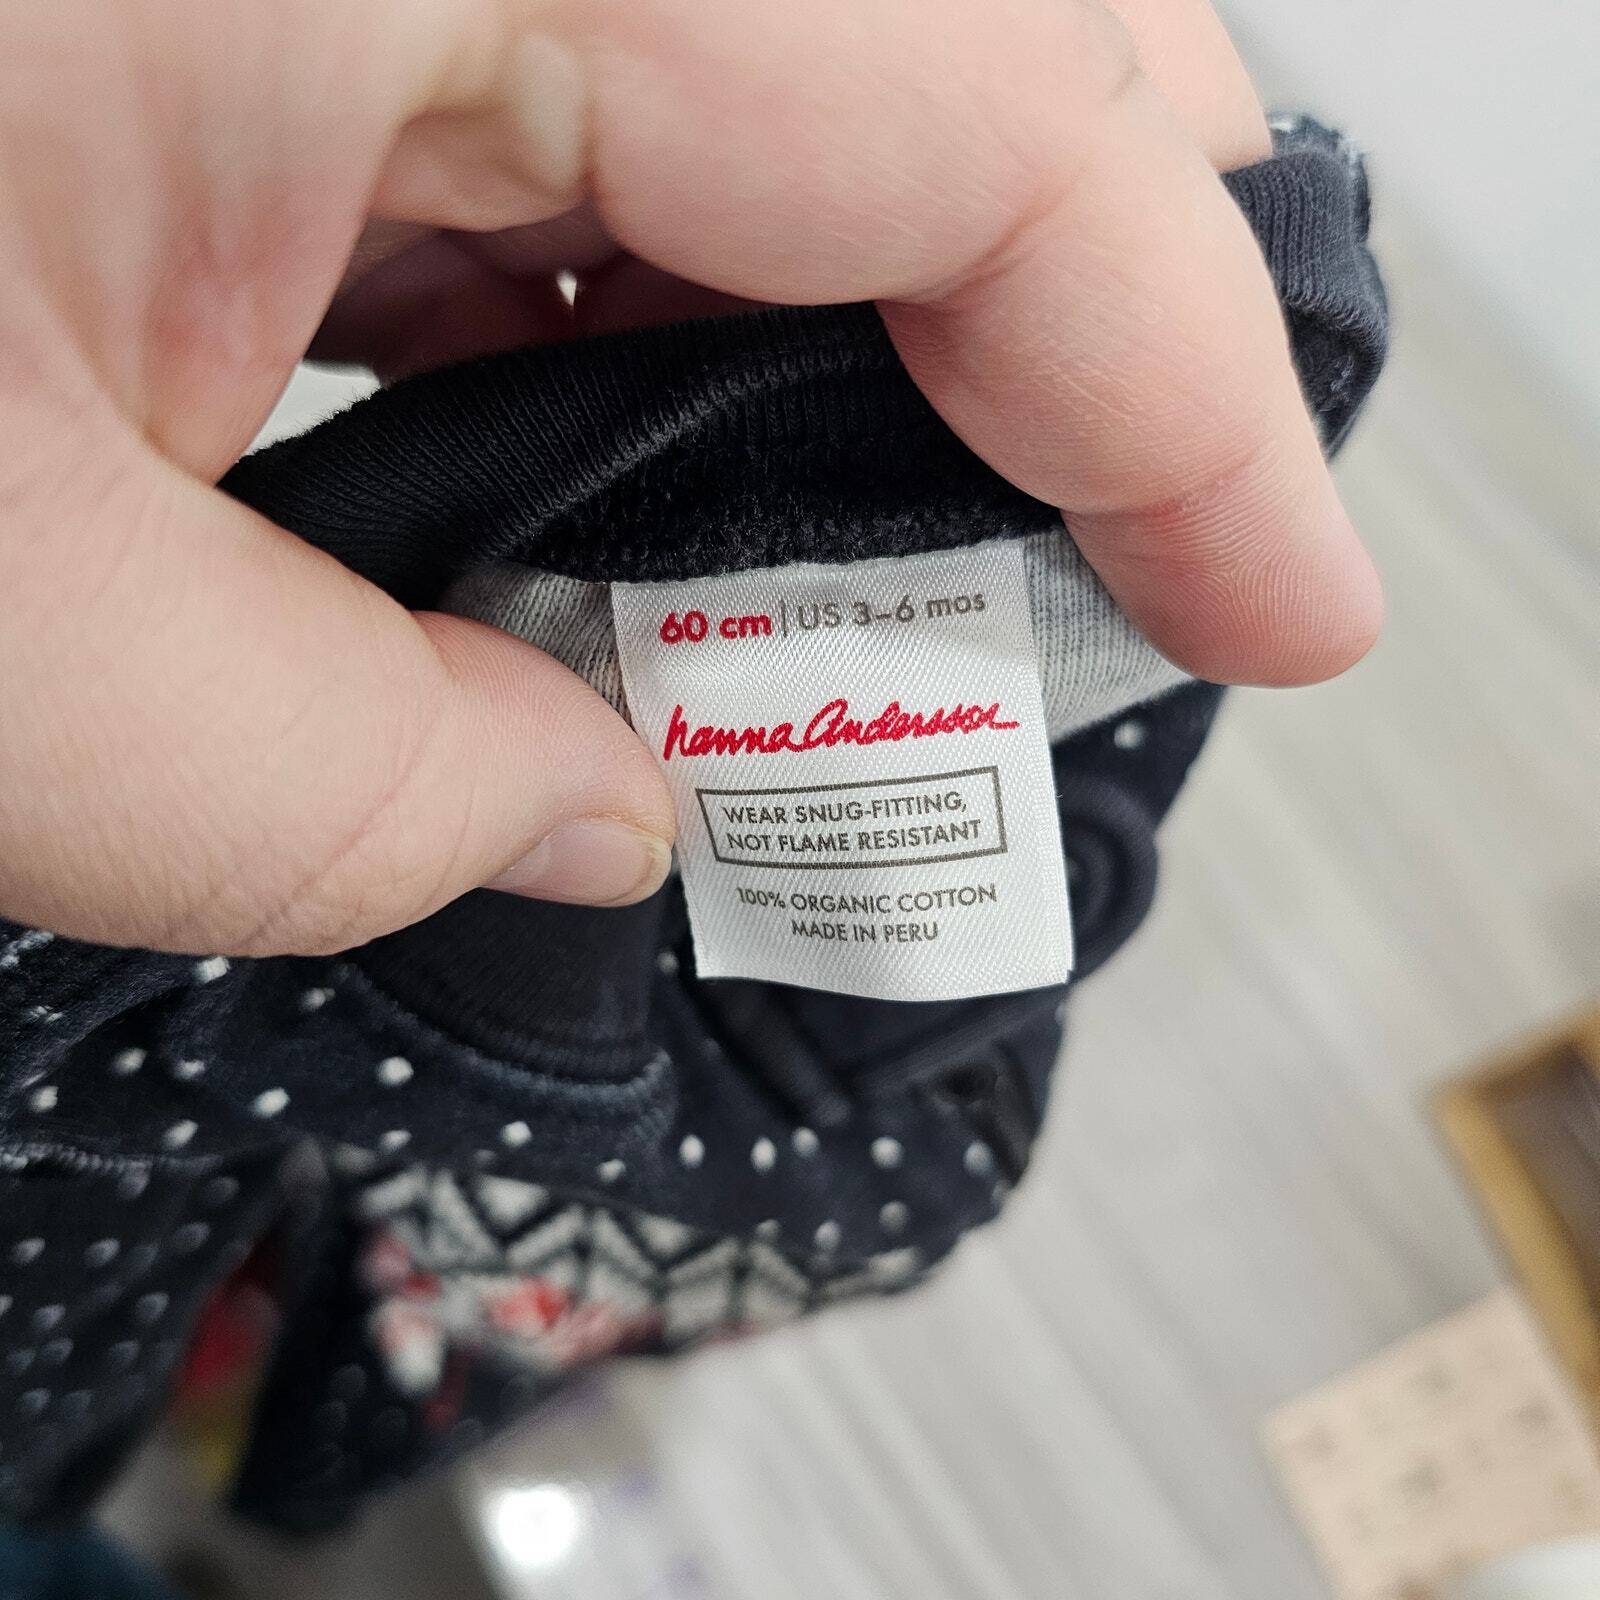 60 cm | US 3-6 mos
hanna Andersson
WEAR SNUG-FITTING,
NOT FLAME RESISTANT
100% ORGANIC COTTON
MADE IN PERU